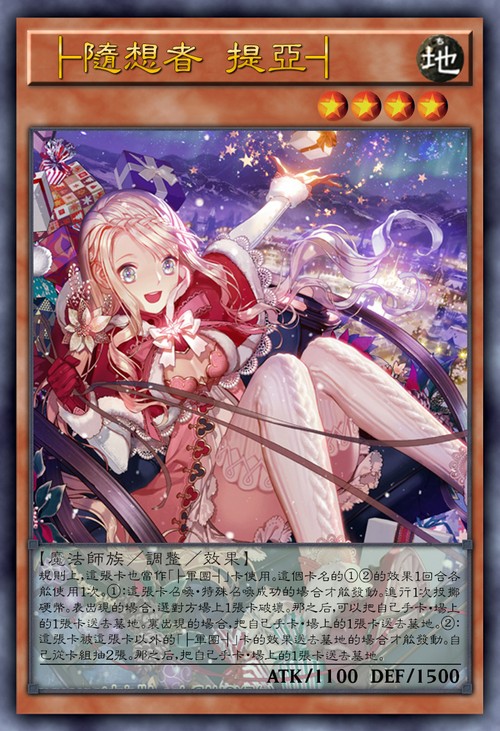 ├隨想者 提亞┤
地
【魔法師族／調整／效果】
規則上，這張卡也當作「├軍團┤」卡使用。這個卡名的①②的效果1回合各
能使用1次。①：這張卡召喚・特殊召喚成功的場合才能發動。進行1次投擲
硬幣。表出現的場合，選對方場上1張卡破壞。那之后，可以把自己手卡・場上
的1張卡送去墓地。裏出現的場合，把自己手卡・場上的1張卡送去墓地。②：
這張卡被這張卡以外的「├軍團┤」卡的效果送去墓地的場合才能發動。自
己從卡組抽2張。那之后，把自己手卡・場上的1張卡送去墓地。
ATK/1100 DEF/1500